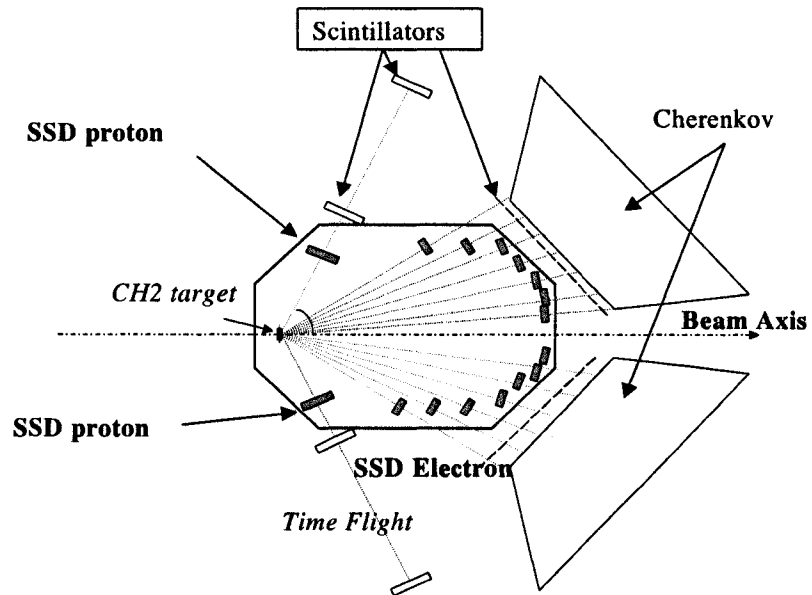 Scintillators
SSD proton
Cherenkov
CH2 target
Beam Axis
SSD proton
SSD Electron
Time Flight